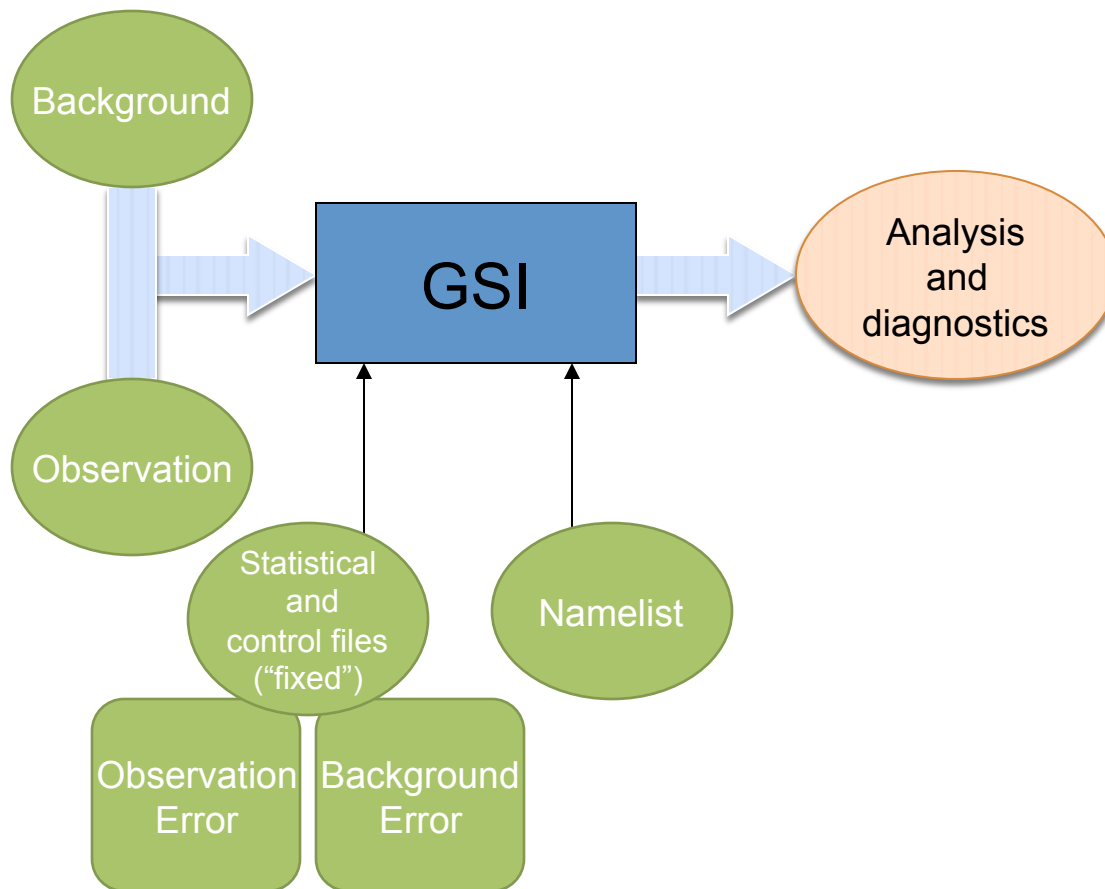 Background
GSI
Analysis
and
diagnostics
Observation
Statistical
and
control files
(“fixed”)
Namelist
Observation
Error
Background
Error